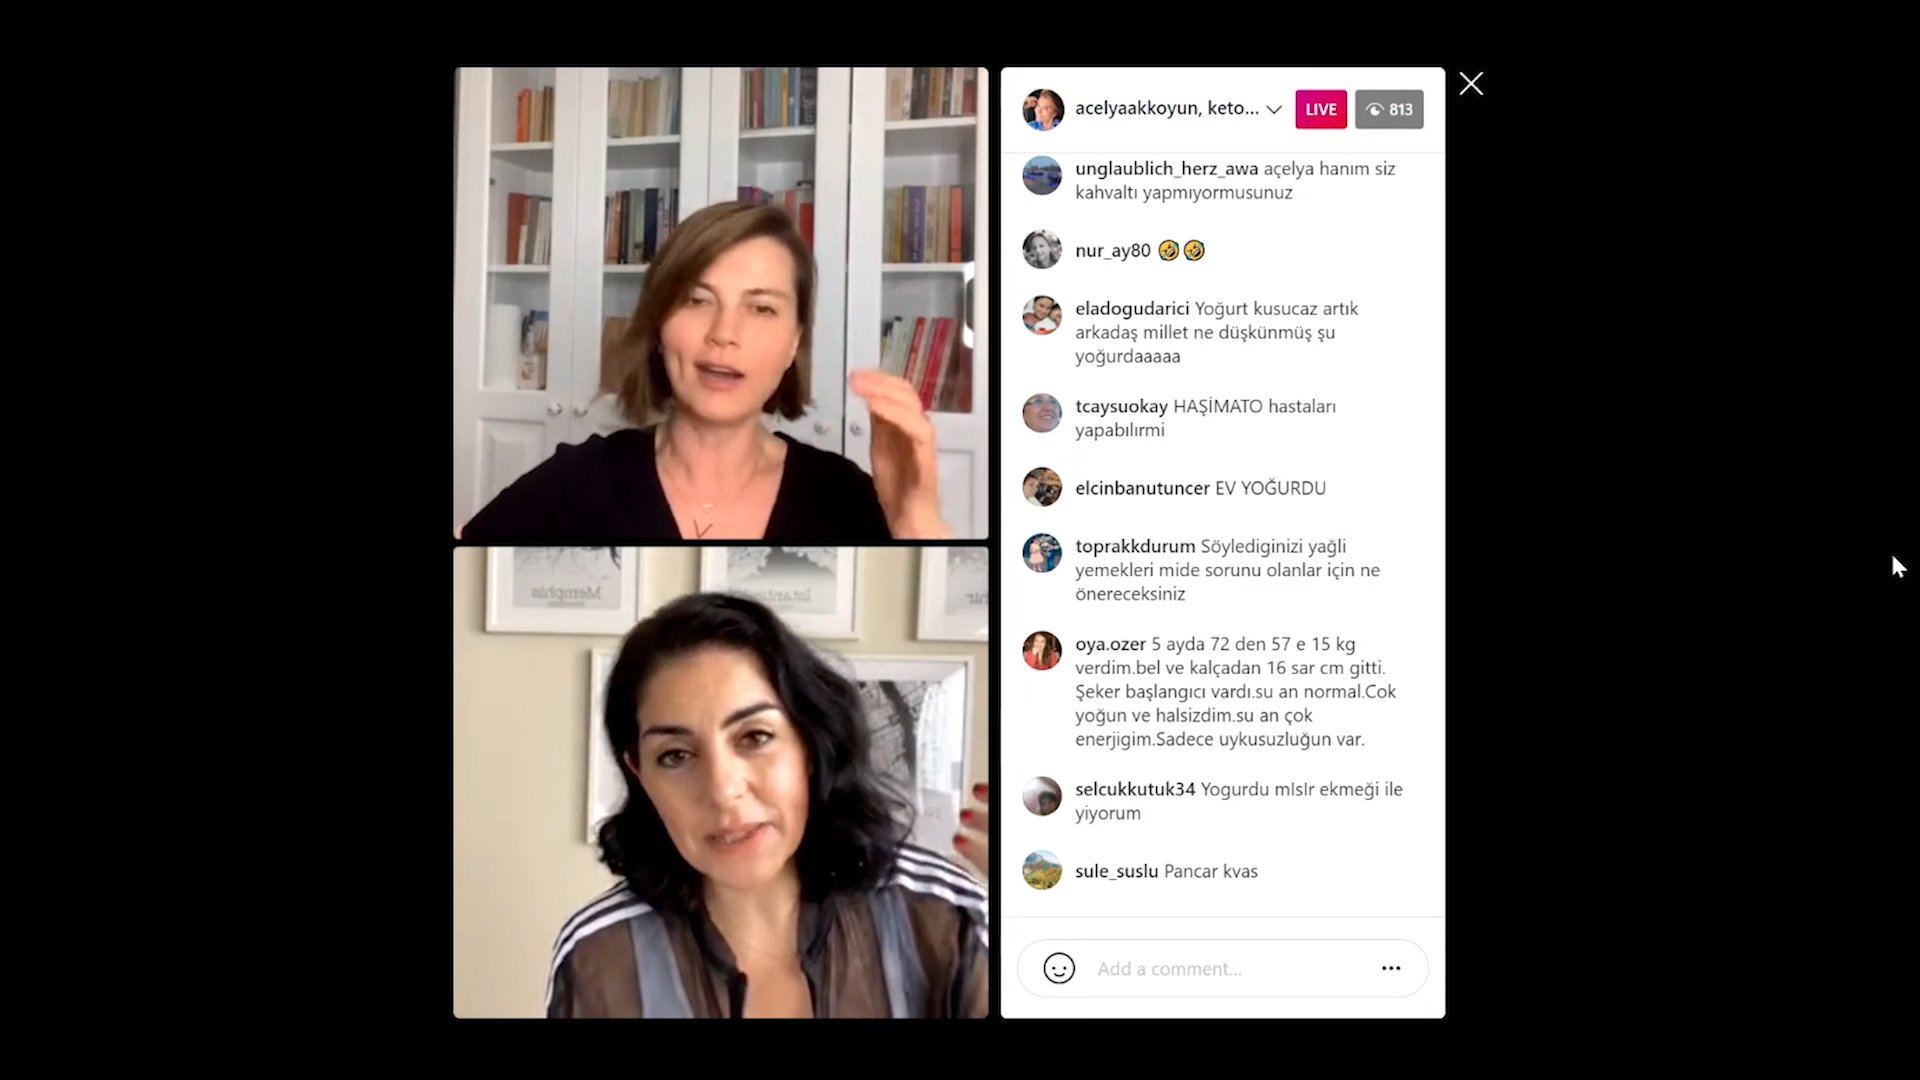 acelyaakkoyun, keto...
LIVE
813
unglaublich_herz_awa açelya hanım siz
kahvaltı yapmıyormusunuz
nur_ay80 🤣🤣
eladogudarici Yoğurt kusucaz artık
arkadaş millet ne düşkünmüş şu
yoğurdaaaaa
tcaysuokay HAŞİMATO hastaları
yapabılırmi
elcinbanutuncer EV YOĞURDU
toprakkdurum Söylediginizi yağli
yemekleri mide sorunu olanlar için ne
önereceksiniz
oya.ozer 5 ayda 72 den 57 e 15 kg
verdim.bel ve kalçadan 16 sar cm gitti.
Şeker başlangıcı vardı.su an normal.Cok
yoğun ve halsizdim.su an çok
enerjigim.Sadece uykusuzluğun var.
selcukkutuk34 Yogurdu mIsIr ekmeği ile
yiyorum
sule_suslu Pancar kvas
Add a comment...
Memphis